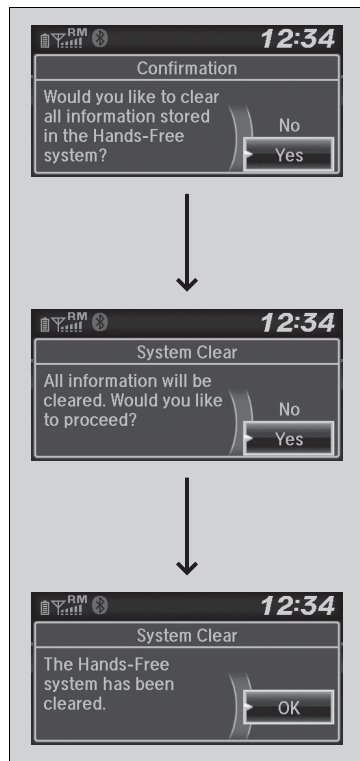 RM 12:34
Confirmation
Would you like to clear
all information stored
in the Hands-Free
system?
No
Yes
RM 12:34
System Clear
All information will be
cleared. Would you like
to proceed?
No
Yes
RM 12:34
System Clear
The Hands-Free
system has been
cleared.
OK